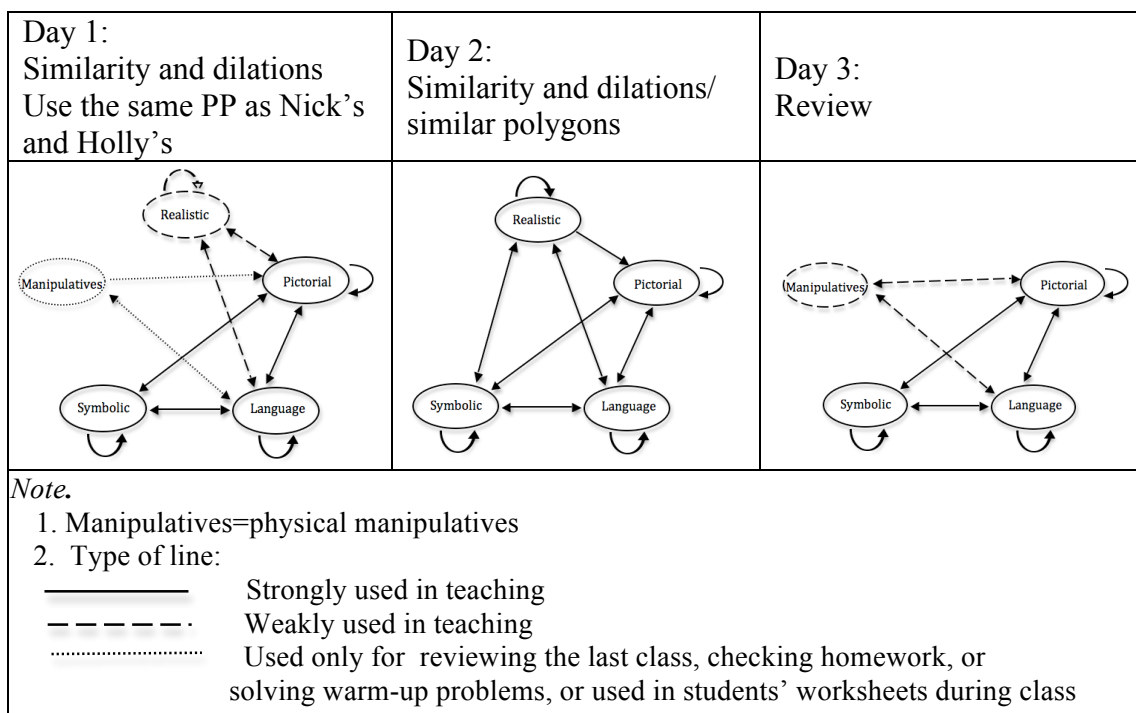 Day 1:
Similarity and dilations
Use the same PP as Nick's
and Holly's
Day 2:
Similarity and dilations/
similar polygons
Day 3:
Review
Realistic
Manipulatives
Pictorial
Symbolic
Language
Realistic
Pictorial
Symbolic
Language
Manipulatives
Pictorial
Symbolic
Language
Note.
1. Manipulatives=physical manipulatives
2. Type of line:
Strongly used in teaching
Weakly used in teaching
Used only for reviewing the last class, checking homework, or
solving warm-up problems, or used in students' worksheets during class